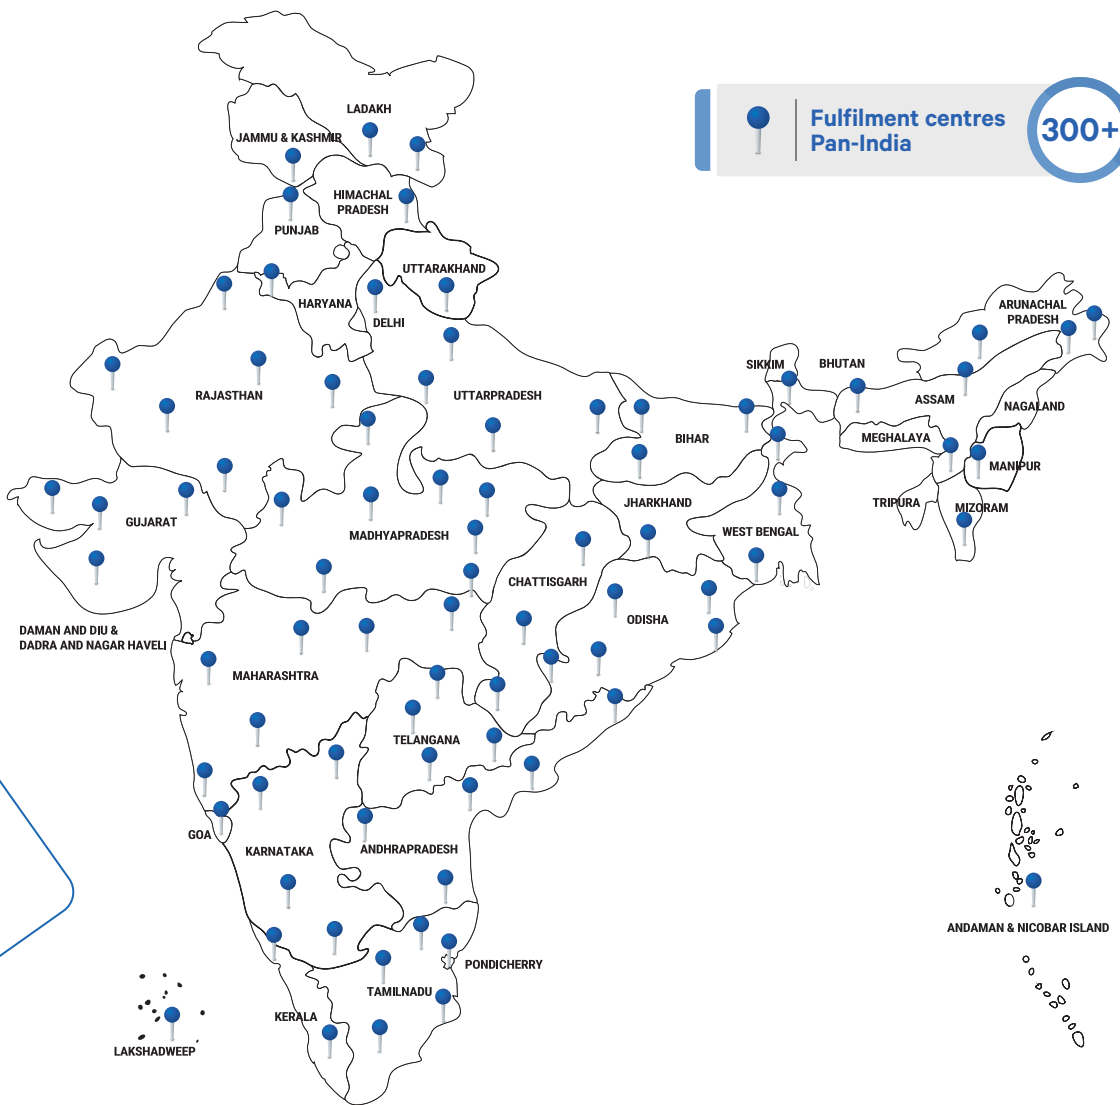 LADAKH
Fulfilment centres
Pan-India
300+
JAMMU & KASHMIR
HIMACHAL
PRADESH
PUNJAB
UTTARAKHAND
HARYANA
DELHI
ARUNACHAL
PRADESH
SIKKIM
BHUTAN
RAJASTHAN
UTTARPRADESH
ASSAM
NAGALAND
BIHAR
MEGHALAYA
MANIPUR
GUJARAT
JHARKHAND
TRIPURA
MIZORAM
MADHYAPRADESH
WEST BENGAL
CHATTISGARH
ODISHA
DAMAN AND DIU &
DADRA AND NAGAR HAVELI
MAHARASHTRA
TELANGANA
GOA
KARNATAKA
ANDHRAPRADESH
ANDAMAN & NICOBAR ISLAND
PONDICHERRY
TAMILNADU
KERALA
LAKSHADWEEP